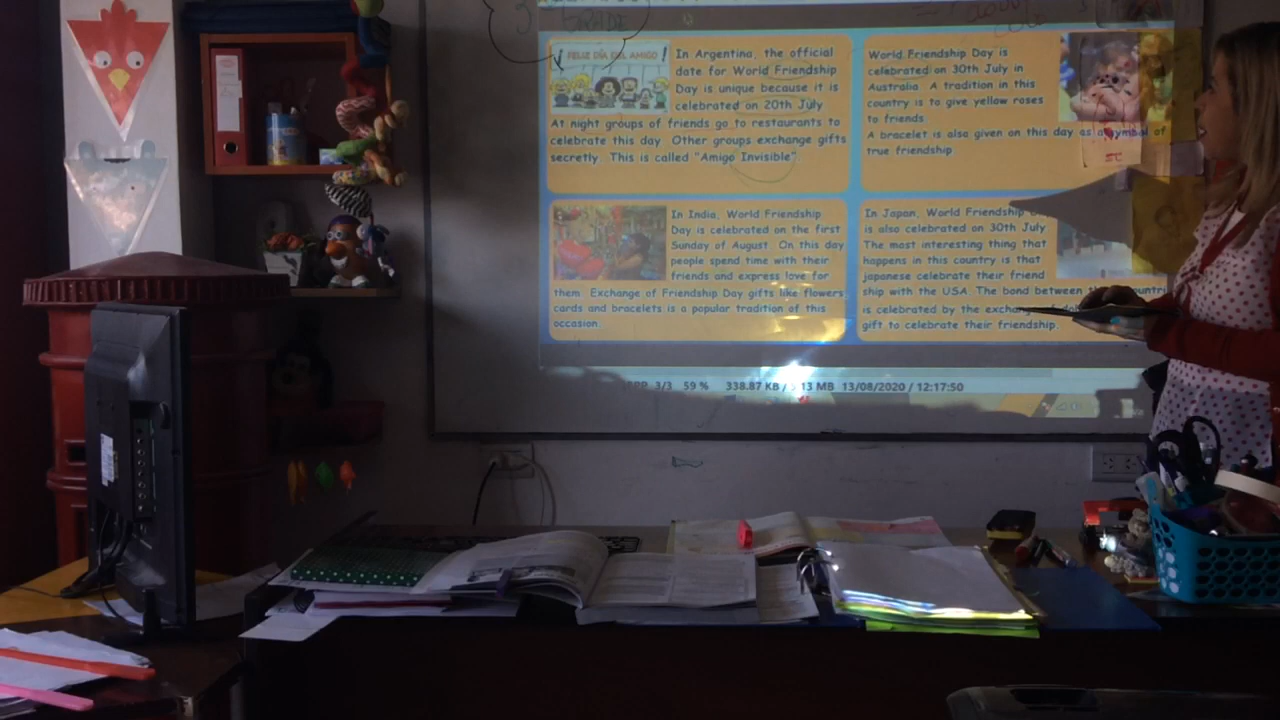 3° GRADE
¡FELIZ DÍA DEL AMIGO!
In Argentina, the official
date for World Friendship
Day is unique because it is
celebrated on 20th July
At night groups of friends go to restaurants to
celebrate this day. Other groups exchange gifts
secretly. This is called "Amigo Invisible".
World Friendship Day is
celebrated on 30th July in
Australia. A tradition in this
country is to give yellow roses
to friends.
A bracelet is also given on this day as a symbol of
true friendship
In India, World Friendship
Day is celebrated on the first
Sunday of August. On this day
people spend time with their
friends and express love for
them. Exchange of Friendship Day gifts like flowers
cards and bracelets is a popular tradition of this
occasion.
In Japan, World Friendship
is also celebrated on 30th July
The most interesting thing that
happens in this country is that
japanese celebrate their friend
ship with the USA. The bond between
is celebrated by the
gift to celebrate their friendship.
3/3 59 % 338.87 KB / 13 MB 13/08/2020 / 12:17:50